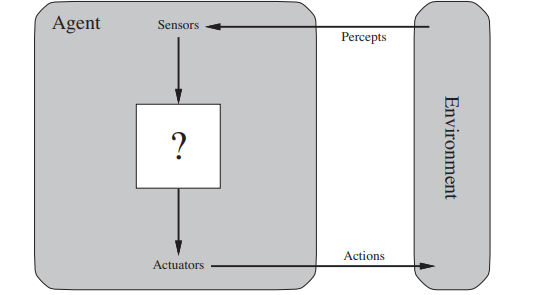 Agent
Sensors
Percepts
?
Environment
Actuators
Actions